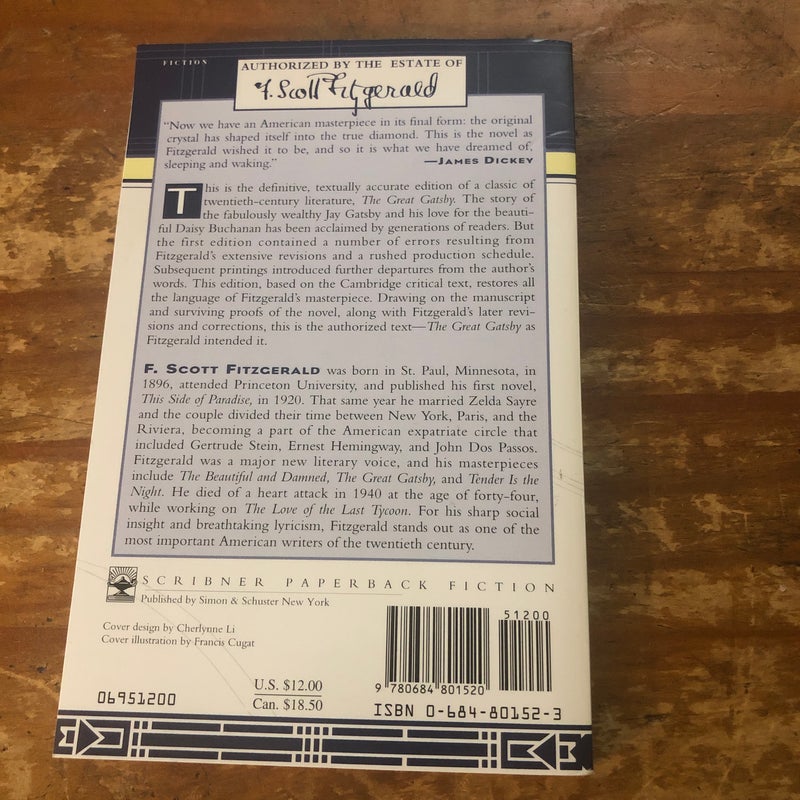 FICTION
AUTHORIZED BY THE ESTATE OF
F. Scott Fitzgerald
“Now we have an American masterpiece in its final form: the original
crystal has shaped itself into the true diamond. This is the novel as
Fitzgerald wished it to be, and so it is what we have dreamed of,
sleeping and waking.” —JAMES DICKEY
This is the definitive, textually accurate edition of a classic of
twentieth-century literature, The Great Gatsby. The story of
the fabulously wealthy Jay Gatsby and his love for the beauti-
ful Daisy Buchanan has been acclaimed by generations of readers. But
the first edition contained a number of errors resulting from
Fitzgerald’s extensive revisions and a rushed production schedule.
Subsequent printings introduced further departures from the author’s
words. This edition, based on the Cambridge critical text, restores all
the language of Fitzgerald’s masterpiece. Drawing on the manuscript
and surviving proofs of the novel, along with Fitzgerald’s later revi-
sions and corrections, this is the authorized text—The Great Gatsby as
Fitzgerald intended it.
F. SCOTT FITZGERALD was born in St. Paul, Minnesota, in
1896, attended Princeton University, and published his first novel,
This Side of Paradise, in 1920. That same year he married Zelda Sayre
and the couple divided their time between New York, Paris, and the
Riviera, becoming a part of the American expatriate circle that
included Gertrude Stein, Ernest Hemingway, and John Dos Passos.
Fitzgerald was a major new literary voice, and his masterpieces
include The Beautiful and Damned, The Great Gatsby, and Tender Is the
Night. He died of a heart attack in 1940 at the age of forty-four,
while working on The Love of the Last Tycoon. For his sharp social
insight and breathtaking lyricism, Fitzgerald stands out as one of the
most important American writers of the twentieth century.
SCRIBNER PAPERBACK FICTION
Published by Simon & Schuster New York
Cover design by Cherlynne Li
Cover illustration by Francis Cugat
06951200
U.S. $12.00
Can. $18.50
51200
9 780684 801520
ISBN 0-684-80152-3